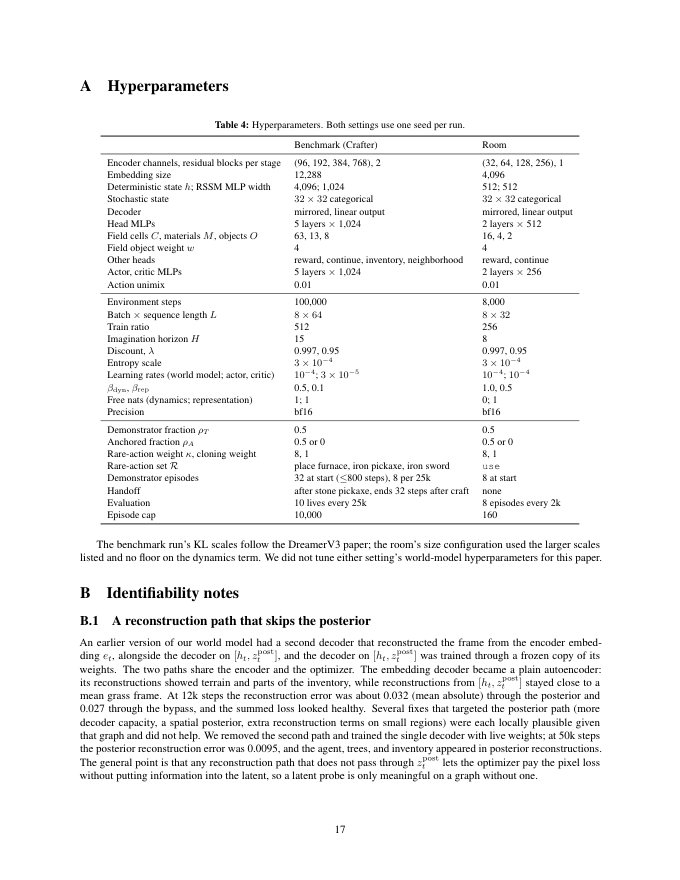 A Hyperparameters
Table 4: Hyperparameters. Both settings use one seed per run.
Benchmark (Crafter) Room
Encoder channels, residual blocks per stage (96, 192, 384, 768), 2 (32, 64, 128, 256), 1
Embedding size 12,288 4,096
Deterministic state h; RSSM MLP width 4,096; 1,024 512; 512
Stochastic state 32 × 32 categorical 32 × 32 categorical
Decoder mirrored, linear output mirrored, linear output
Head MLPs 5 layers × 1,024 2 layers × 512
Field cells C, materials M, objects O 63, 13, 8 16, 4, 2
Field object weight w 4 4
Other heads reward, continue, inventory, neighborhood reward, continue
Actor, critic MLPs 5 layers × 1,024 2 layers × 256
Action unimix 0.01 0.01
Environment steps 100,000 8,000
Batch × sequence length L 8 × 64 8 × 32
Train ratio 512 256
Imagination horizon H 15 8
Discount, λ 0.997, 0.95 0.997, 0.95
Entropy scale 3 × 10⁻⁴ 3 × 10⁻⁴
Learning rates (world model; actor, critic) 10⁻⁴; 3 × 10⁻⁵ 10⁻⁴; 10⁻⁴
β_dyn, β_rep 0.5, 0.1 1.0, 0.5
Free nats (dynamics; representation) 1; 1 0; 1
Precision bf16 bf16
Demonstrator fraction ρ_T 0.5 0.5
Anchored fraction ρ_A 0.5 or 0 0.5 or 0
Rare-action weight κ, cloning weight 8, 1 8, 1
Rare-action set R place furnace, iron pickaxe, iron sword use
Demonstrator episodes 32 at start (≤800 steps), 8 per 25k 8 at start
Handoff after stone pickaxe, ends 32 steps after craft none
Evaluation 10 lives every 25k 8 episodes every 2k
Episode cap 10,000 160
The benchmark run's KL scales follow the DreamerV3 paper; the room's size configuration used the larger scales
listed and no floor on the dynamics term. We did not tune either setting's world-model hyperparameters for this paper.
B Identifiability notes
B.1 A reconstruction path that skips the posterior
An earlier version of our world model had a second decoder that reconstructed the frame from the encoder embed-
ding e_t, alongside the decoder on [h_t, z_t^post], and the decoder on [h_t, z_t^post] was trained through a frozen copy of its
weights. The two paths share the encoder and the optimizer. The embedding decoder became a plain autoencoder:
its reconstructions showed terrain and parts of the inventory, while reconstructions from [h_t, z_t^post] stayed close to a
mean grass frame. At 12k steps the reconstruction error was about 0.032 (mean absolute) through the posterior and
0.027 through the bypass, and the summed loss looked healthy. Several fixes that targeted the posterior path (more
decoder capacity, a spatial posterior, extra reconstruction terms on small regions) were each locally plausible given
that graph and did not help. We removed the second path and trained the single decoder with live weights; at 50k steps
the posterior reconstruction error was 0.0095, and the agent, trees, and inventory appeared in posterior reconstructions.
The general point is that any reconstruction path that does not pass through z_t^post lets the optimizer pay the pixel loss
without putting information into the latent, so a latent probe is only meaningful on a graph without one.
17